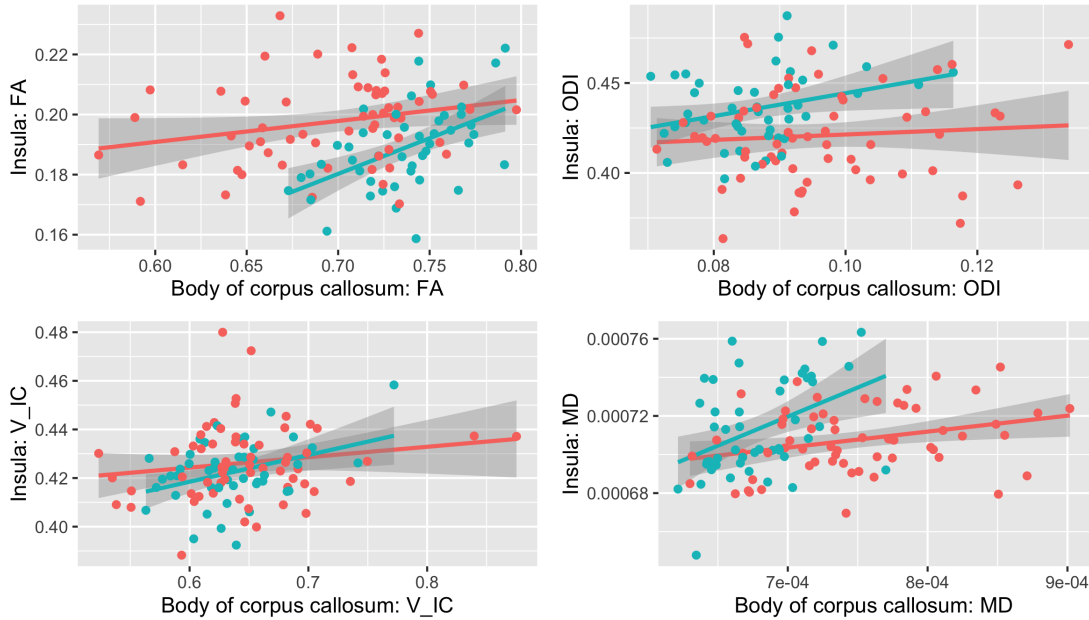 Insula: FA
0.22
0.20
0.18
0.16
0.60 0.65 0.70 0.75 0.80
Body of corpus callosum: FA
Insula: ODI
0.45
0.40
0.08 0.10 0.12
Body of corpus callosum: ODI
Insula: V_IC
0.48
0.46
0.44
0.42
0.40
0.6 0.7 0.8
Body of corpus callosum: V_IC
Insula: MD
0.00076
0.00072
0.00068
7e-04 8e-04 9e-04
Body of corpus callosum: MD